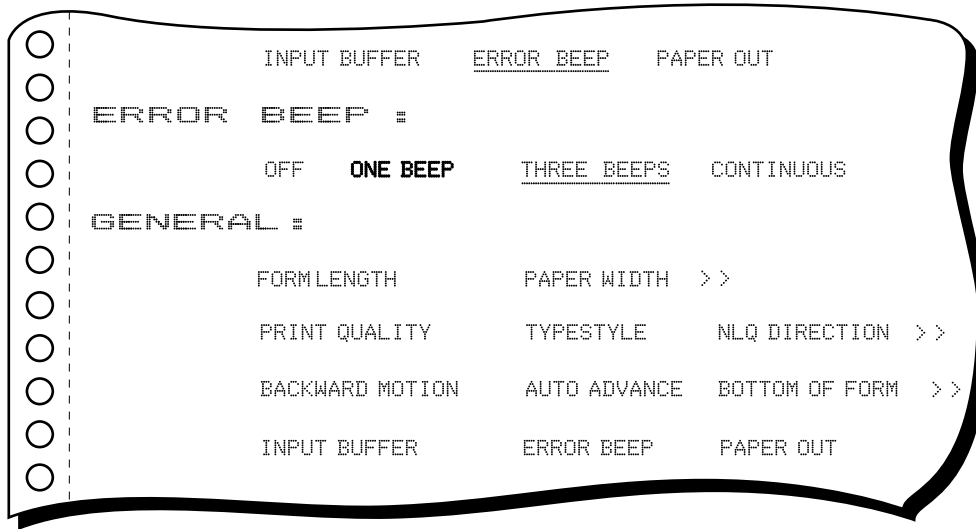 INPUT BUFFER ERROR BEEP PAPER OUT
ERROR BEEP :
OFF ONE BEEP THREE BEEPS CONTINUOUS
GENERAL :
FORM LENGTH PAPER WIDTH >>
PRINT QUALITY TYPESTYLE NLQ DIRECTION >>
BACKWARD MOTION AUTO ADVANCE BOTTOM OF FORM >>
INPUT BUFFER ERROR BEEP PAPER OUT